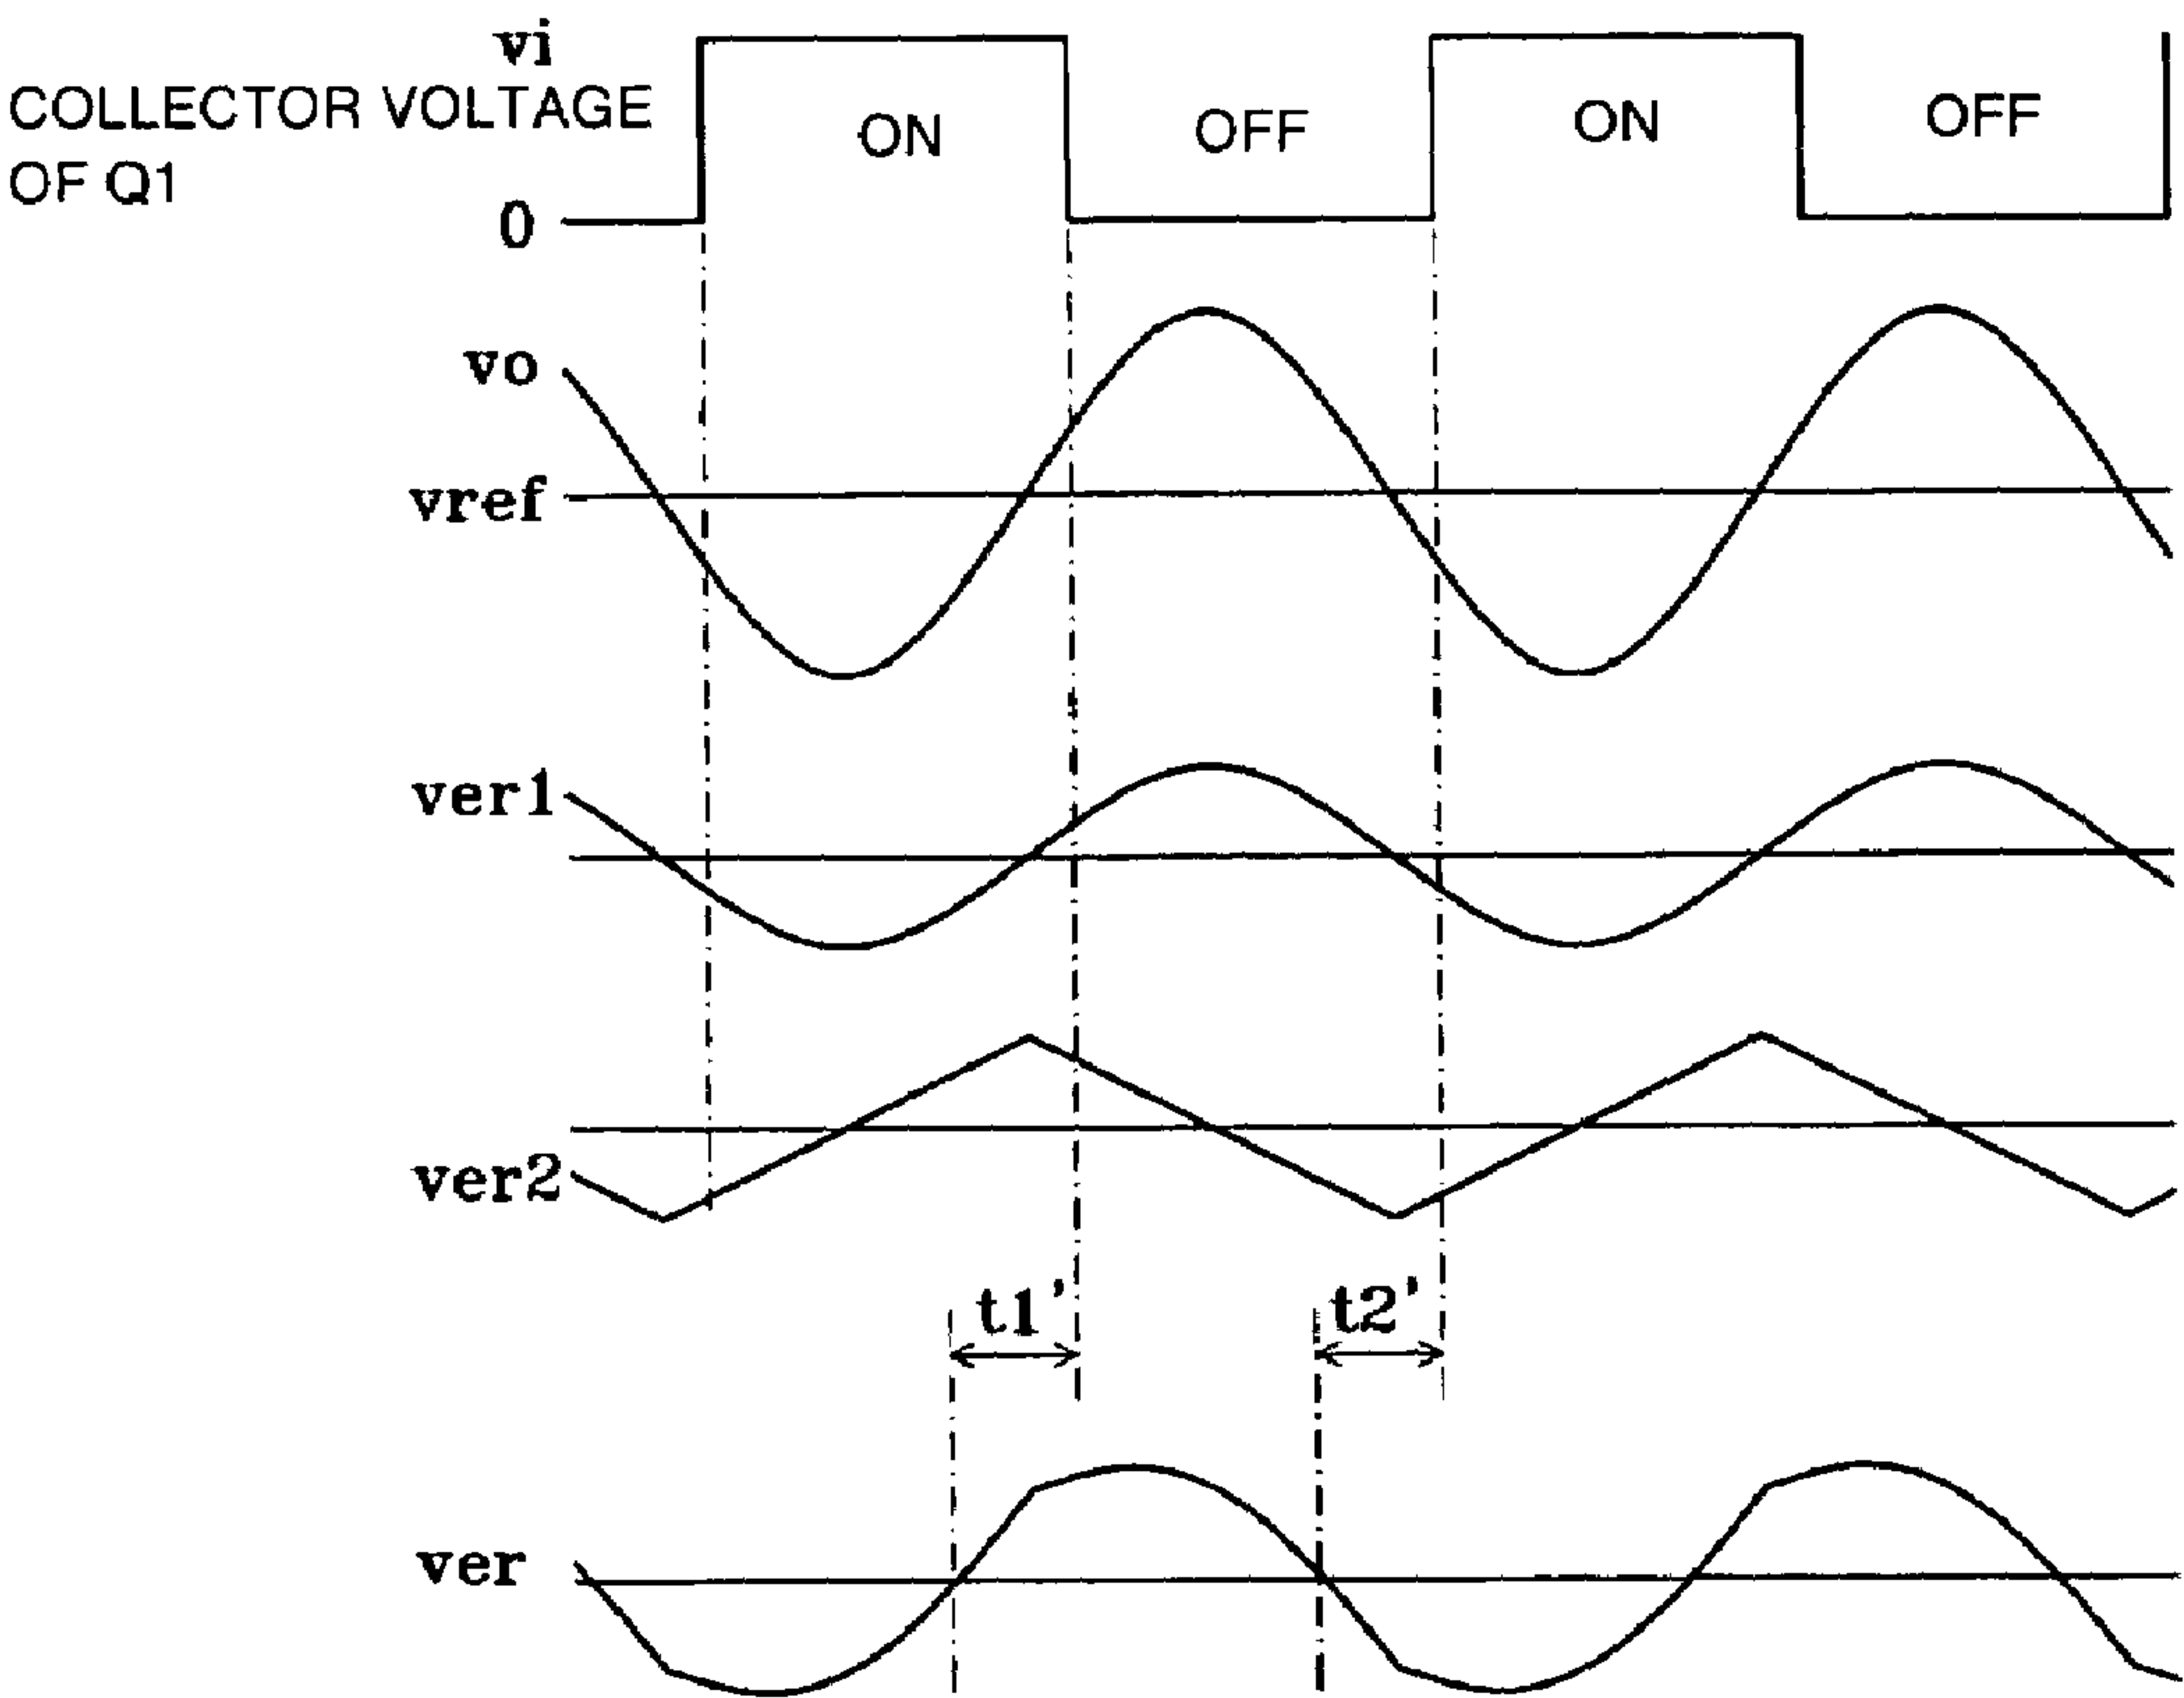 vi
COLLECTOR VOLTAGE
OF Q1
ON OFF ON OFF
0
vo
vref
ver1
ver2
t1' t2'
ver